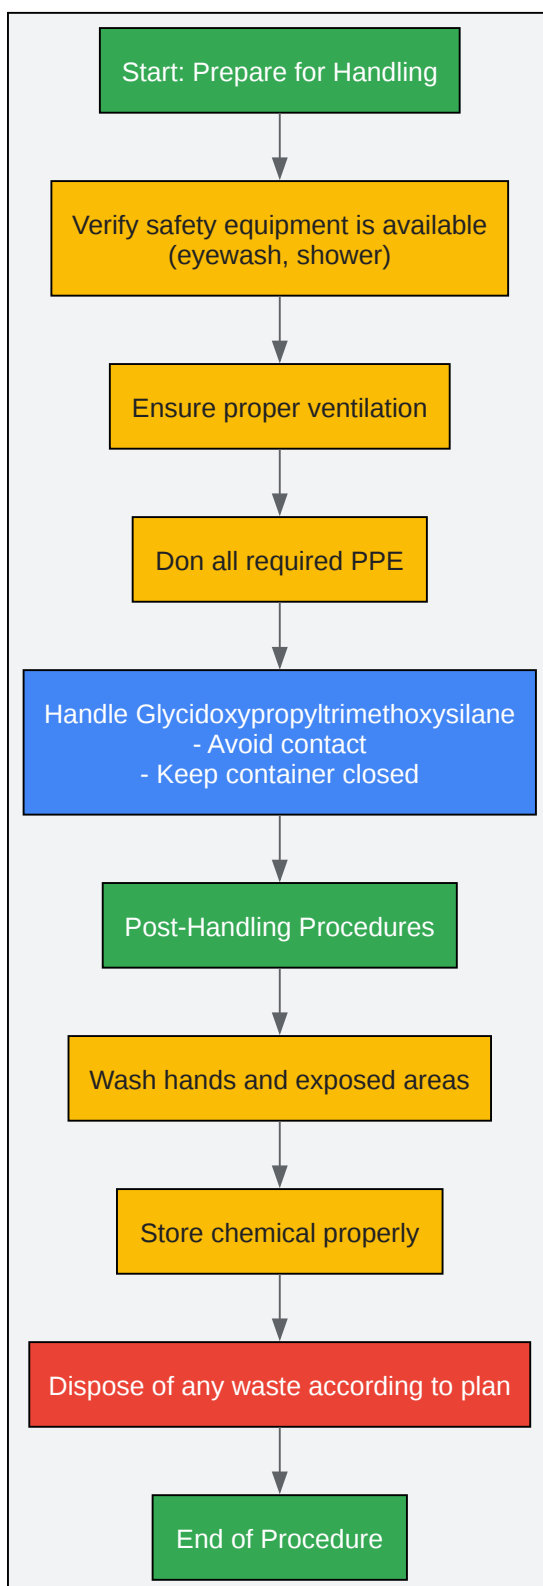 Start: Prepare for Handling
Verify safety equipment is available
(eyewash, shower)
Ensure proper ventilation
Don all required PPE
Handle Glycidoxypropyltrimethoxysilane
- Avoid contact
- Keep container closed
Post-Handling Procedures
Wash hands and exposed areas
Store chemical properly
Dispose of any waste according to plan
End of Procedure